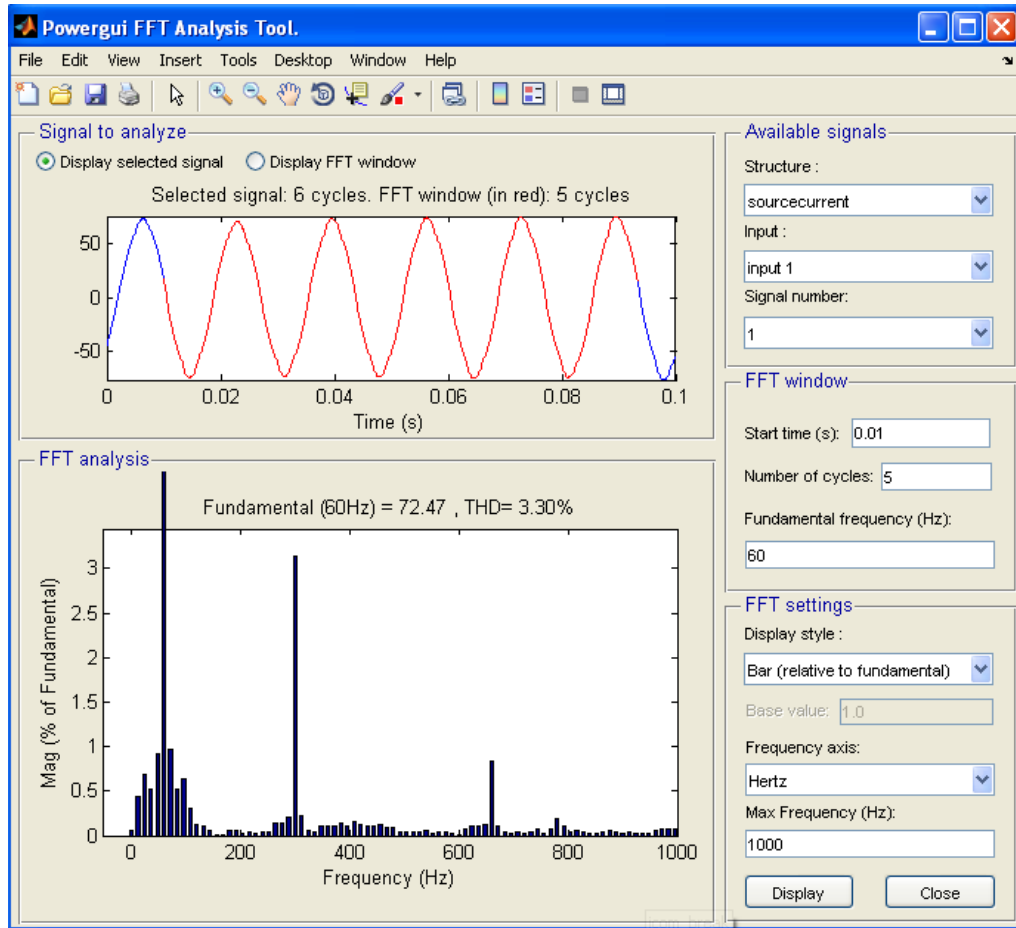 Powergui FFT Analysis Tool.
File Edit View Insert Tools Desktop Window Help
Signal to analyze
Display selected signal Display FFT window
Selected signal: 6 cycles. FFT window (in red): 5 cycles
50
0
-50
0 0.02 0.04 0.06 0.08 0.1
Time (s)
FFT analysis
Fundamental (60Hz) = 72.47 , THD= 3.30%
Mag (% of Fundamental)
3
2.5
2
1.5
1
0.5
0
0 200 400 600 800 1000
Frequency (Hz)
Available signals
Structure :
sourcecurrent
Input :
input 1
Signal number:
1
FFT window
Start time (s): 0.01
Number of cycles: 5
Fundamental frequency (Hz):
60
FFT settings
Display style :
Bar (relative to fundamental)
Base value: 1.0
Frequency axis:
Hertz
Max Frequency (Hz):
1000
Display Close